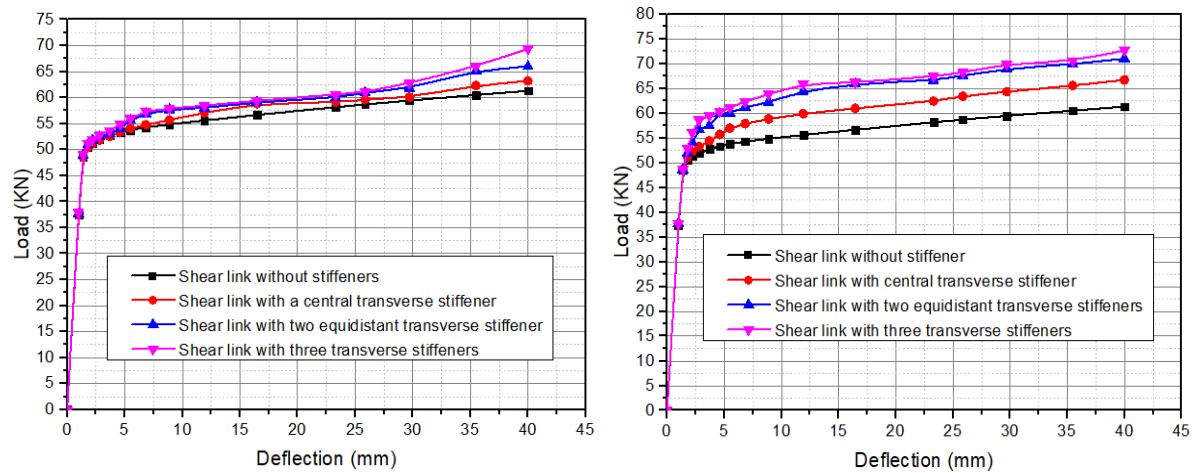 75
70
65
60
55
50
45
40
35
30
25
20
15
10
5
0
Load (KN)
Shear link without stiffeners
Shear link with a central transverse stiffener
Shear link with two equidistant transverse stiffener
Shear link with three transverse stiffeners
0 5 10 15 20 25 30 35 40 45
Deflection (mm)
80
75
70
65
60
55
50
45
40
35
30
25
20
15
10
5
0
Load (KN)
Shear link without stiffener
Shear link with central transverse stiffener
Shear link with two equidistant transverse stiffeners
Shear link with three transverse stiffeners
0 5 10 15 20 25 30 35 40 45
Deflection (mm)